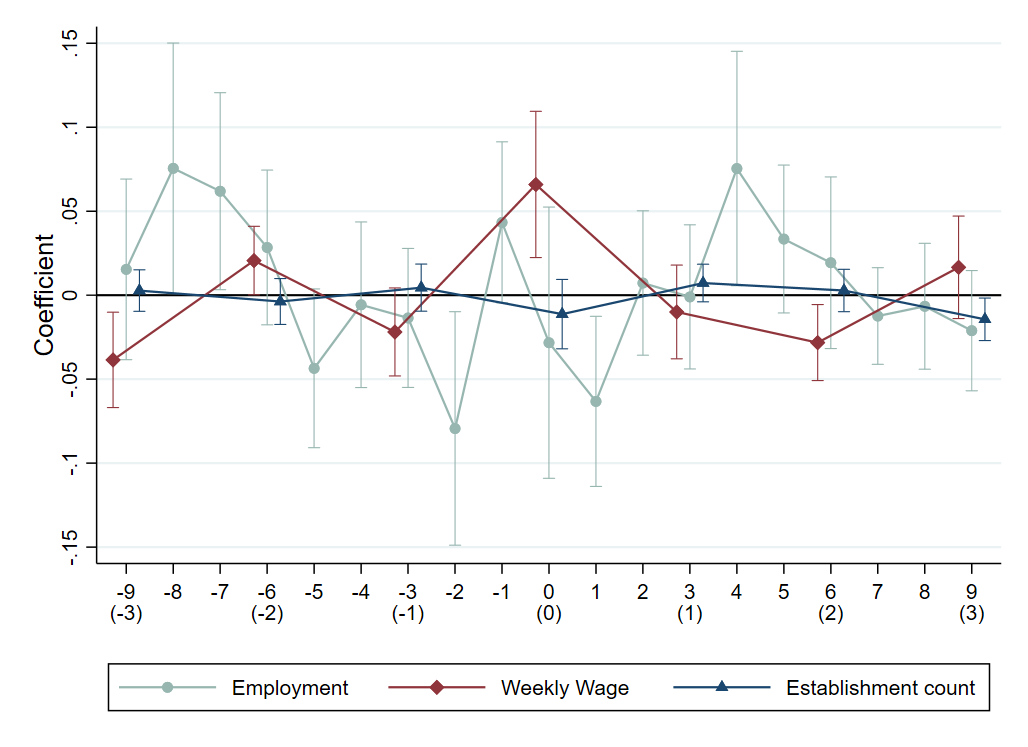 Coefficient
.15
.1
.05
0
-.05
-.1
-.15
-9 -8 -7 -6 -5 -4 -3 -2 -1 0 1 2 3 4 5 6 7 8 9
(-3) (-2) (-1) (0) (1) (2) (3)
Employment Weekly Wage Establishment count